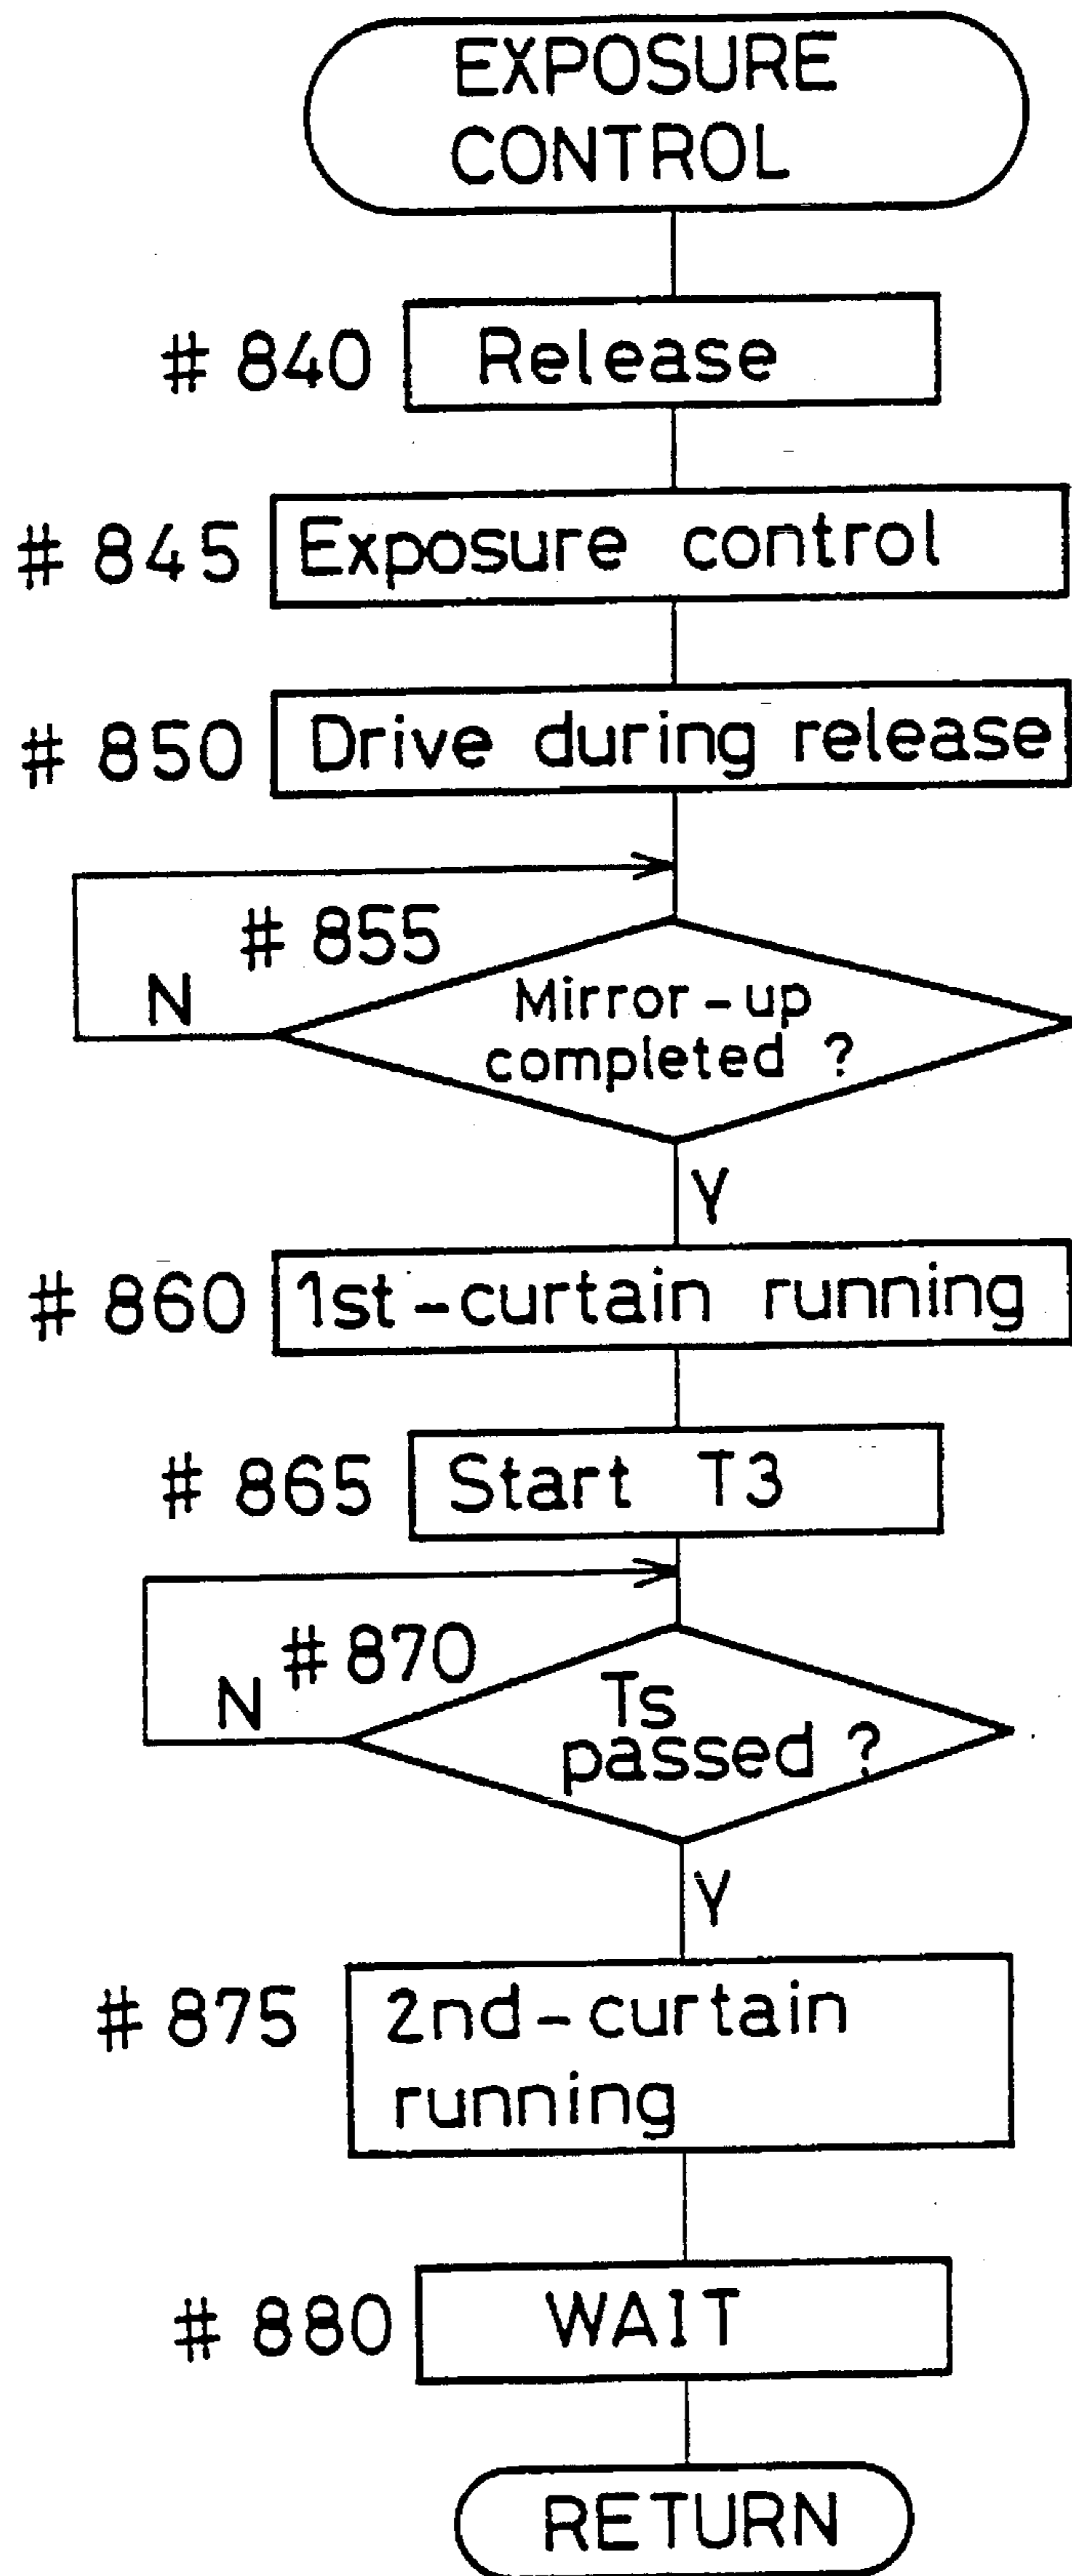 EXPOSURE
CONTROL
# 840 Release
# 845 Exposure control
# 850 Drive during release
# 855
N
Mirror-up
completed ?
Y
# 860 1st-curtain running
# 865 Start T3
# 870
N
Ts
passed ?
Y
# 875 2nd-curtain
running
# 880 WAIT
RETURN